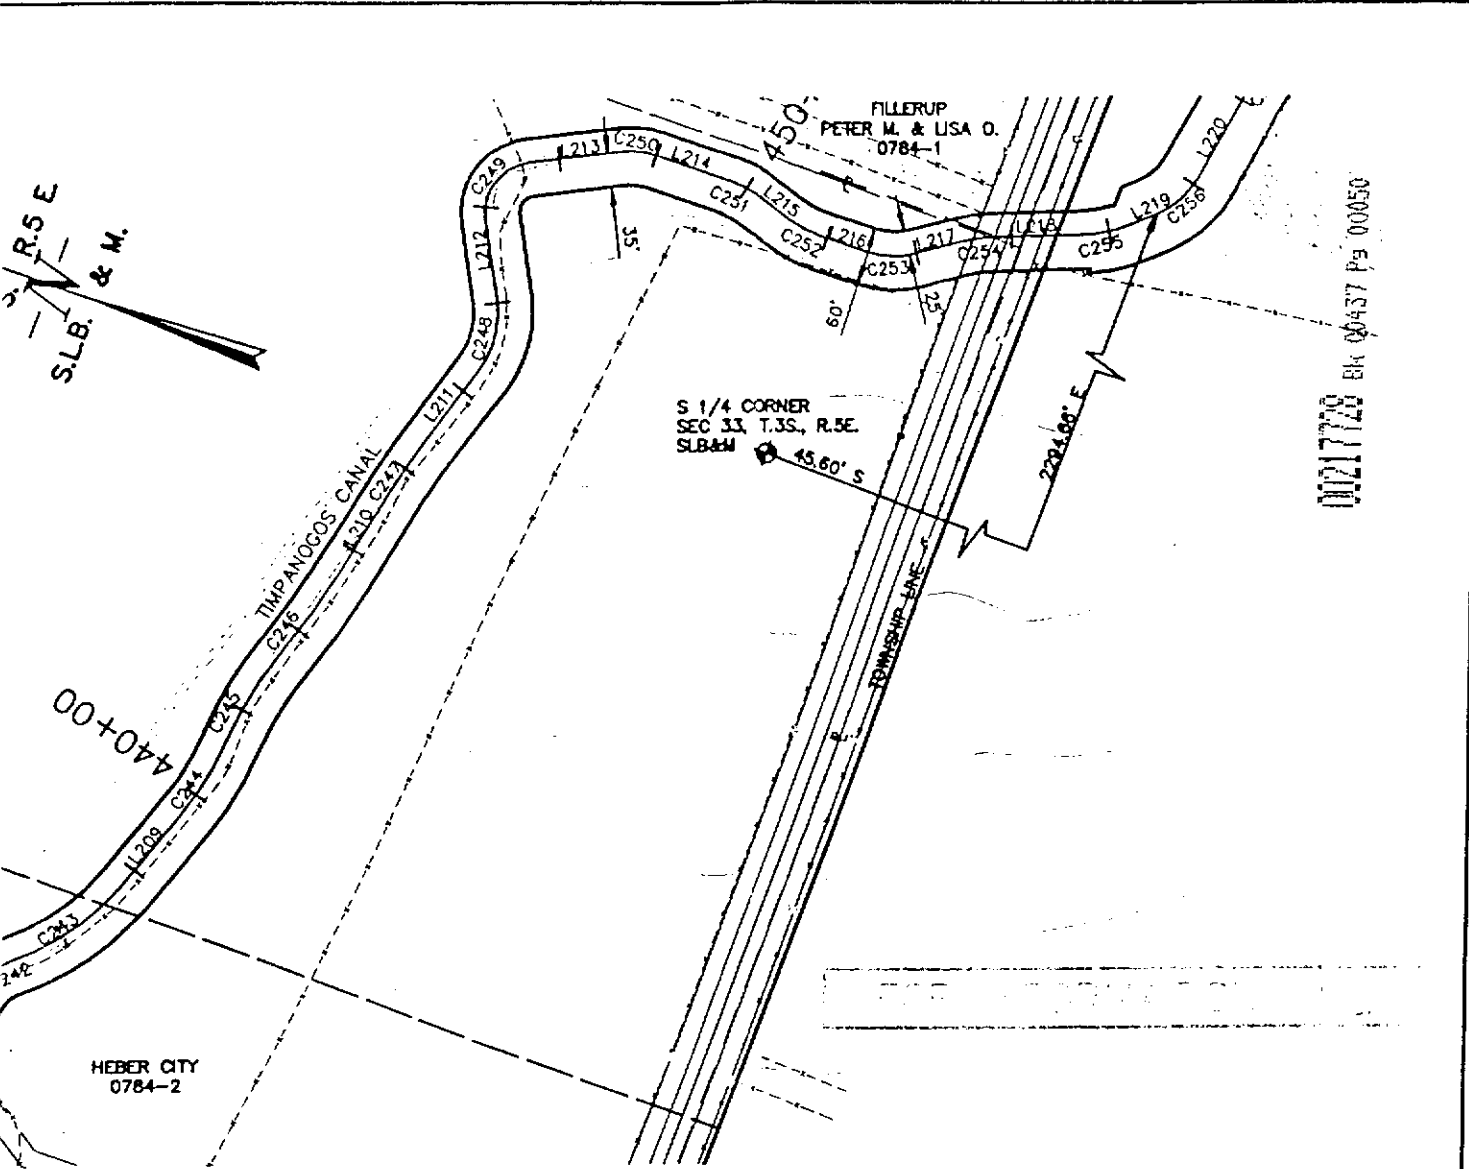 FILLERUP
PETER M. & LISA O.
0784-1
450+
C249
L213
C250
L214
C251
L215
C252
L216
C253
L217
C254
L218
C255
L219
C256
L220
L212
35'
60'
25'
C248
L211
C247
L210
C246
C245
C244
L209
C243
242
TIMPANOGOS CANAL
440+00
R.5 E
S.L.B. & M.
S 1/4 CORNER
SEC 33, T.3S., R.5E.
SLB&M
45.60' S
2294.66' E
TOWNSHIP LINE
HEBER CITY
0784-2
00217728 BK 00437 Pg 00050